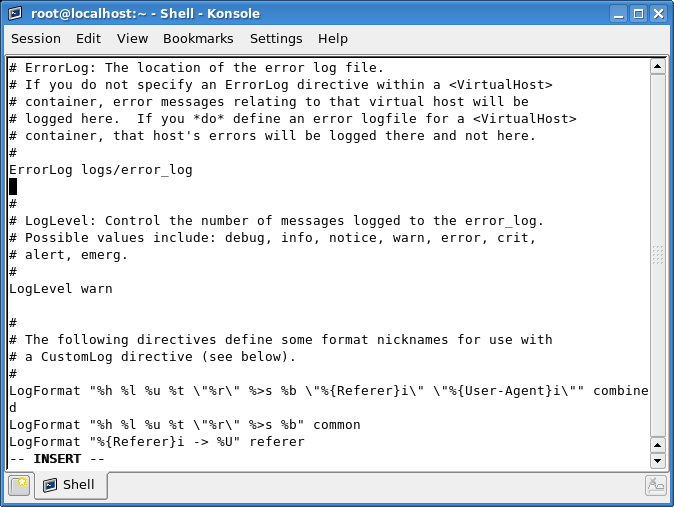 root@localhost:~ - Shell - Konsole
Session Edit View Bookmarks Settings Help
# ErrorLog: The location of the error log file.
# If you do not specify an ErrorLog directive within a <VirtualHost>
# container, error messages relating to that virtual host will be
# logged here.  If you *do* define an error logfile for a <VirtualHost>
# container, that host's errors will be logged there and not here.
#
ErrorLog logs/error_log
#
# LogLevel: Control the number of messages logged to the error_log.
# Possible values include: debug, info, notice, warn, error, crit,
# alert, emerg.
#
LogLevel warn
#
# The following directives define some format nicknames for use with
# a CustomLog directive (see below).
#
LogFormat "%h %l %u %t \"%r\" %>s %b \"%{Referer}i\" \"%{User-Agent}i\"" combine
d
LogFormat "%h %l %u %t \"%r\" %>s %b" common
LogFormat "%{Referer}i -> %U" referer
-- INSERT --
Shell